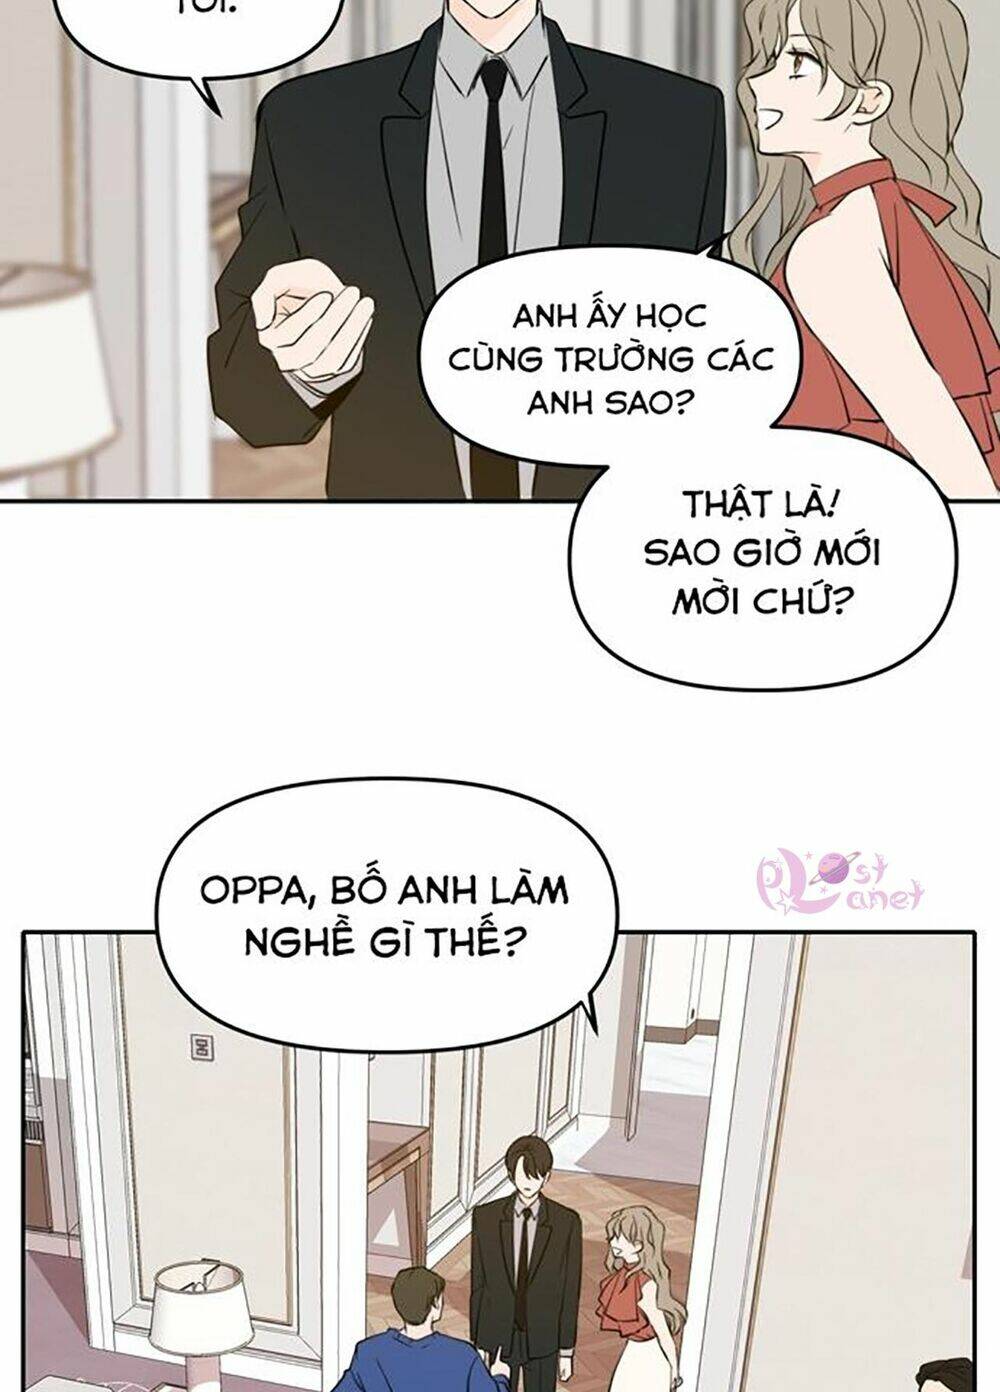 TÔI.
ANH ẤY HỌC
CÙNG TRƯỜNG CÁC
ANH SAO?
THẬT LÀ!
SAO GIỜ MỚI
MỜI CHỨ?
Lost
Planet
OPPA, BỐ ANH LÀM
NGHỀ GÌ THẾ?